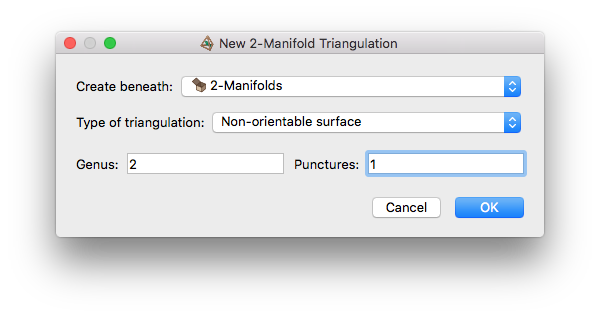 New 2-Manifold Triangulation
Create beneath: 2-Manifolds
Type of triangulation: Non-orientable surface
Genus: 2 Punctures: 1
Cancel OK